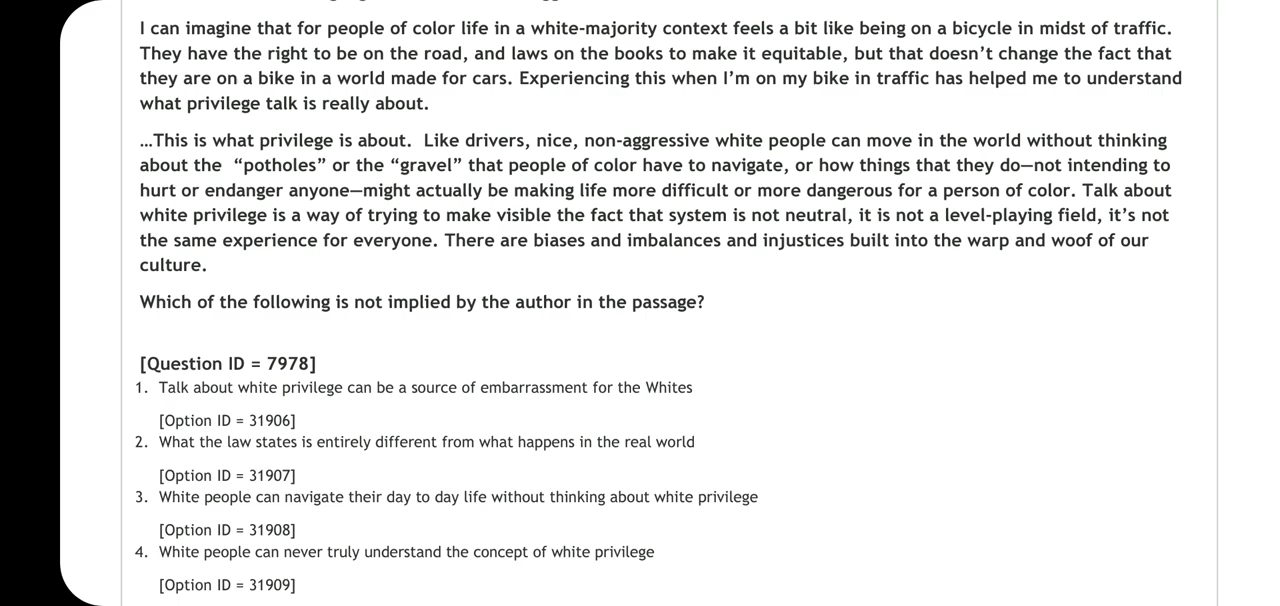 I can imagine that for people of color life in a white-majority context feels a bit like being on a bicycle in midst of traffic.
They have the right to be on the road, and laws on the books to make it equitable, but that doesn’t change the fact that
they are on a bike in a world made for cars. Experiencing this when I’m on my bike in traffic has helped me to understand
what privilege talk is really about.
…This is what privilege is about.  Like drivers, nice, non-aggressive white people can move in the world without thinking
about the  “potholes” or the “gravel” that people of color have to navigate, or how things that they do—not intending to
hurt or endanger anyone—might actually be making life more difficult or more dangerous for a person of color. Talk about
white privilege is a way of trying to make visible the fact that system is not neutral, it is not a level-playing field, it’s not
the same experience for everyone. There are biases and imbalances and injustices built into the warp and woof of our
culture.
Which of the following is not implied by the author in the passage?
[Question ID = 7978]
1. Talk about white privilege can be a source of embarrassment for the Whites
[Option ID = 31906]
2. What the law states is entirely different from what happens in the real world
[Option ID = 31907]
3. White people can navigate their day to day life without thinking about white privilege
[Option ID = 31908]
4. White people can never truly understand the concept of white privilege
[Option ID = 31909]